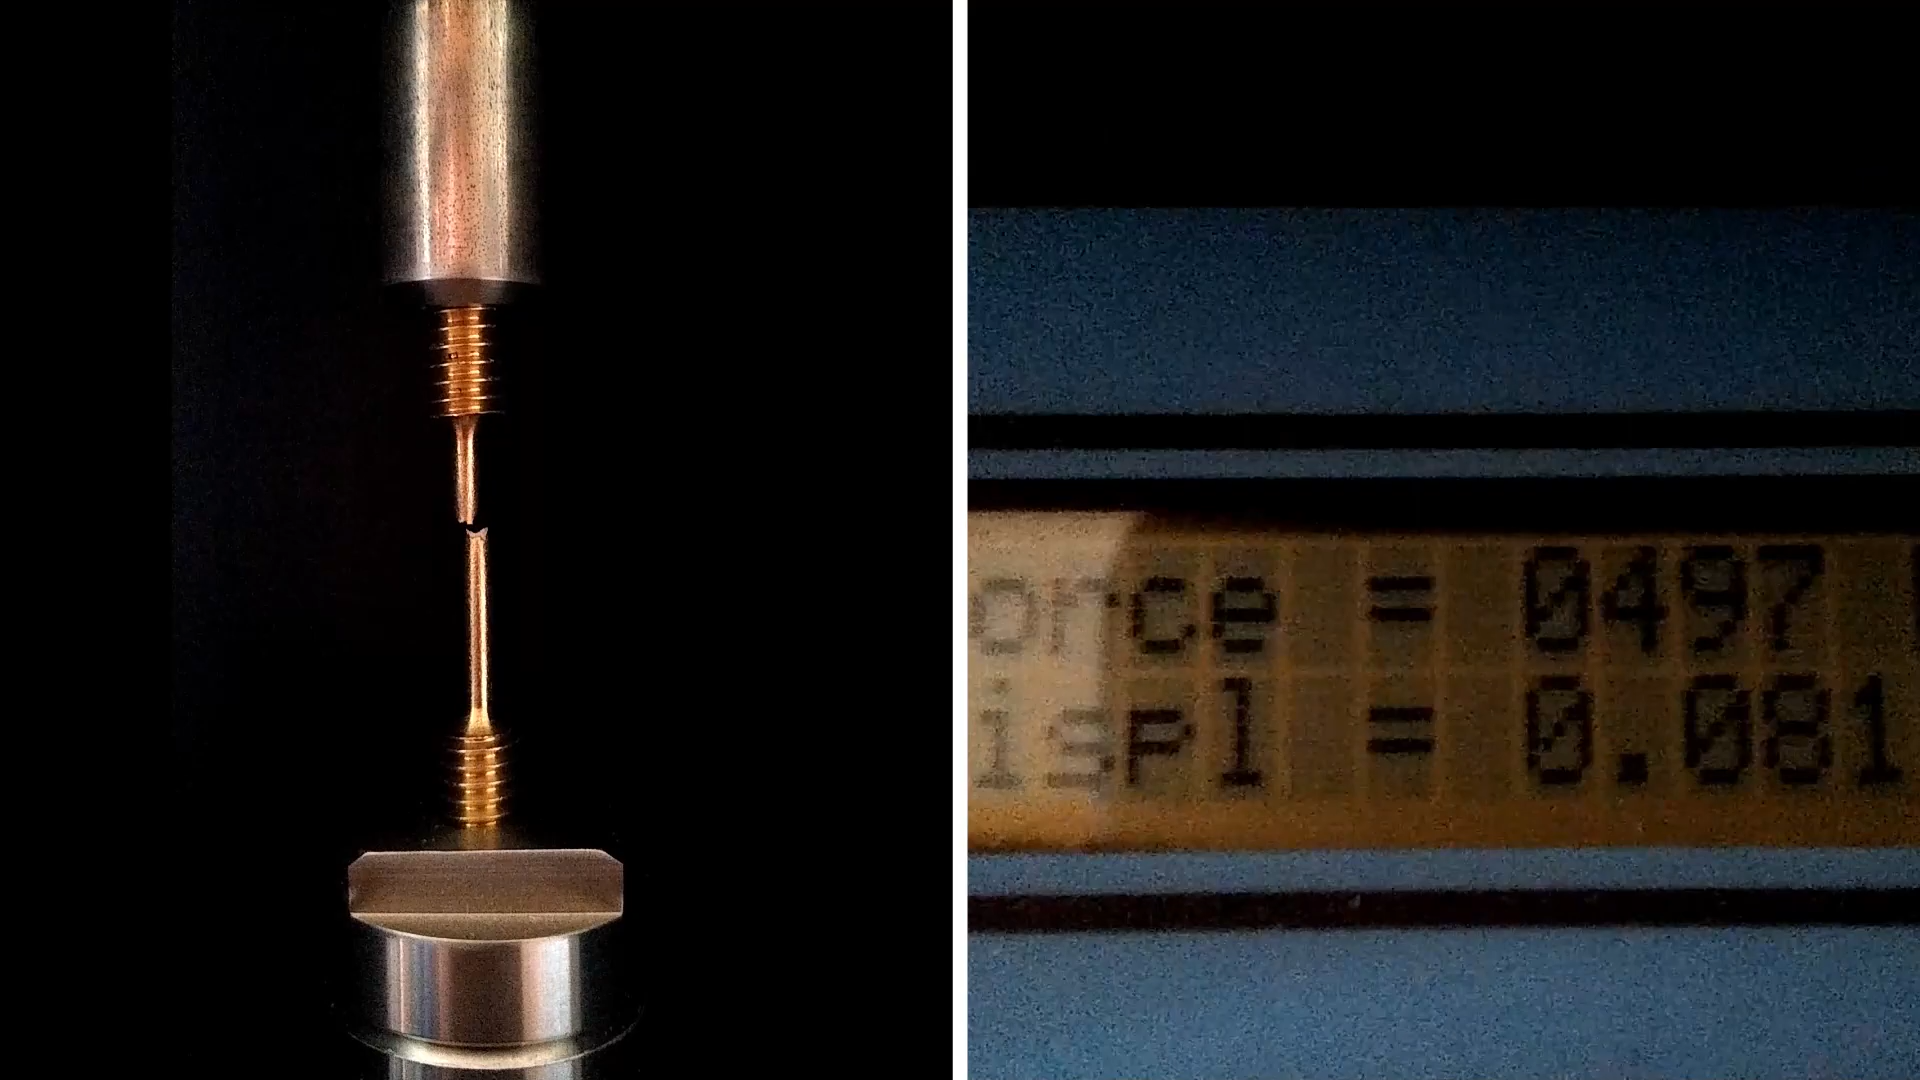 orce = 0497
ispl = 0.081